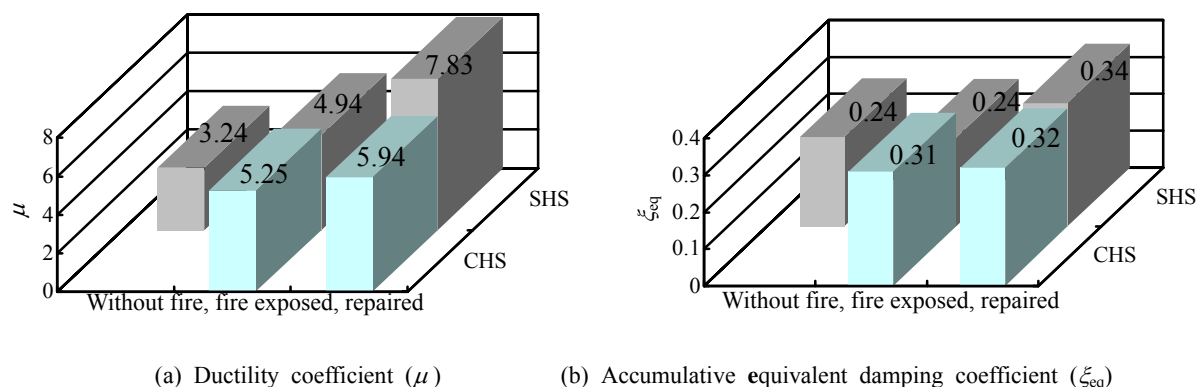 7.83
4.94
3.24
5.94
5.25
8
6
4
2
0
μ
SHS
CHS
Without fire, fire exposed, repaired
(a) Ductility coefficient (μ)
0.34
0.24
0.24
0.32
0.31
0.4
0.3
0.2
0.1
0
ξeq
SHS
CHS
Without fire, fire exposed, repaired
(b) Accumulative equivalent damping coefficient (ξeq)